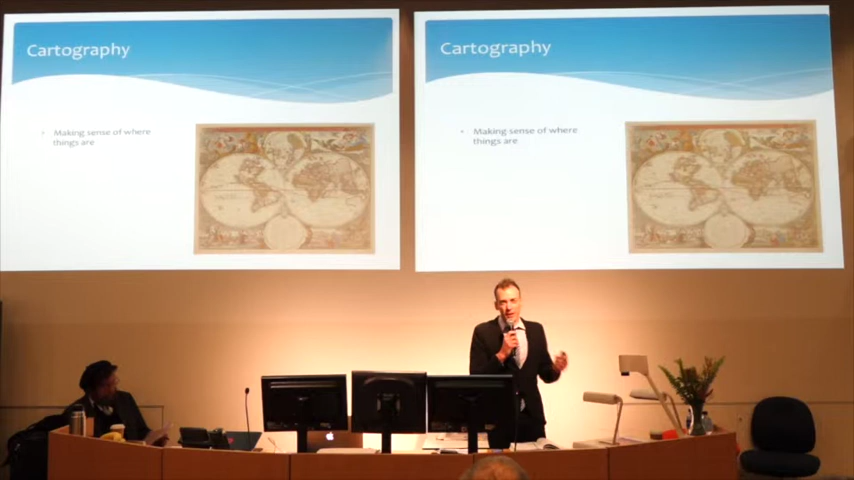 Cartography
• Making sense of where
things are
Cartography
• Making sense of where
things are